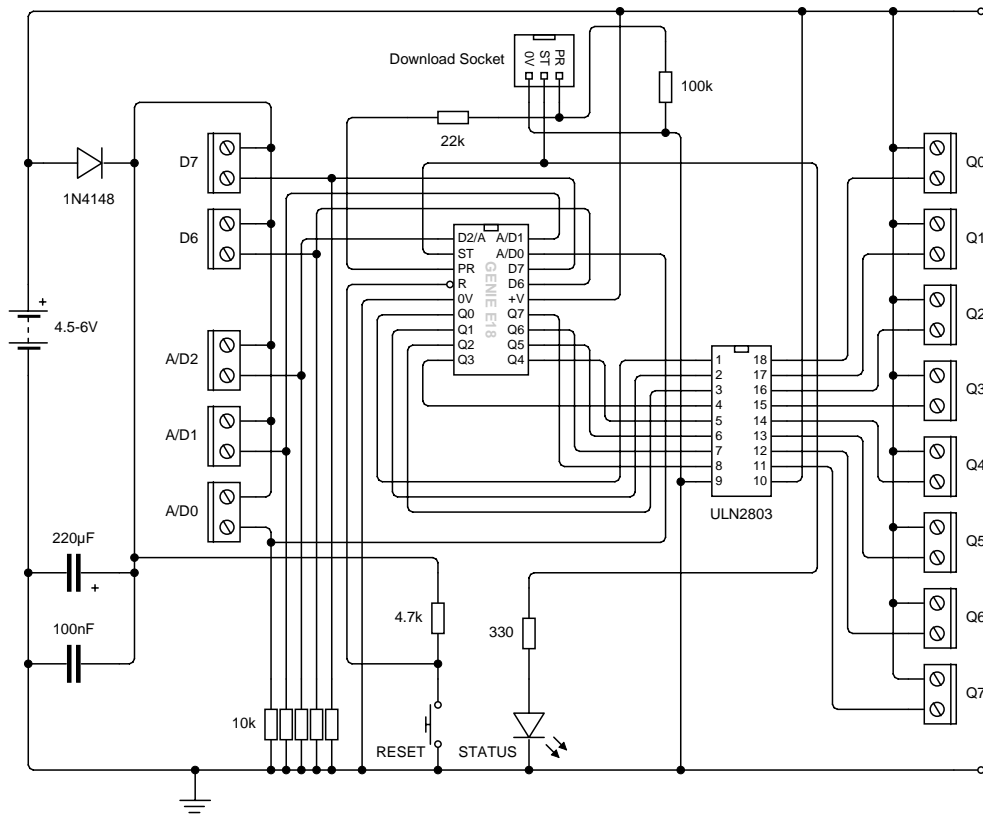 Download Socket
0V
ST
PR
100k
22k
D7
1N4148
D6
+
4.5-6V
A/D2
A/D1
A/D0
D2/A A/D1
ST A/D0
PR D7
R D6
0V +V
Q0 Q7
Q1 Q6
Q2 Q5
Q3 Q4
GENIE E18
1 18
2 17
3 16
4 15
5 14
6 13
7 12
8 11
9 10
ULN2803
Q0
Q1
Q2
Q3
Q4
Q5
Q6
Q7
220µF
+
100nF
4.7k
330
10k
RESET
STATUS